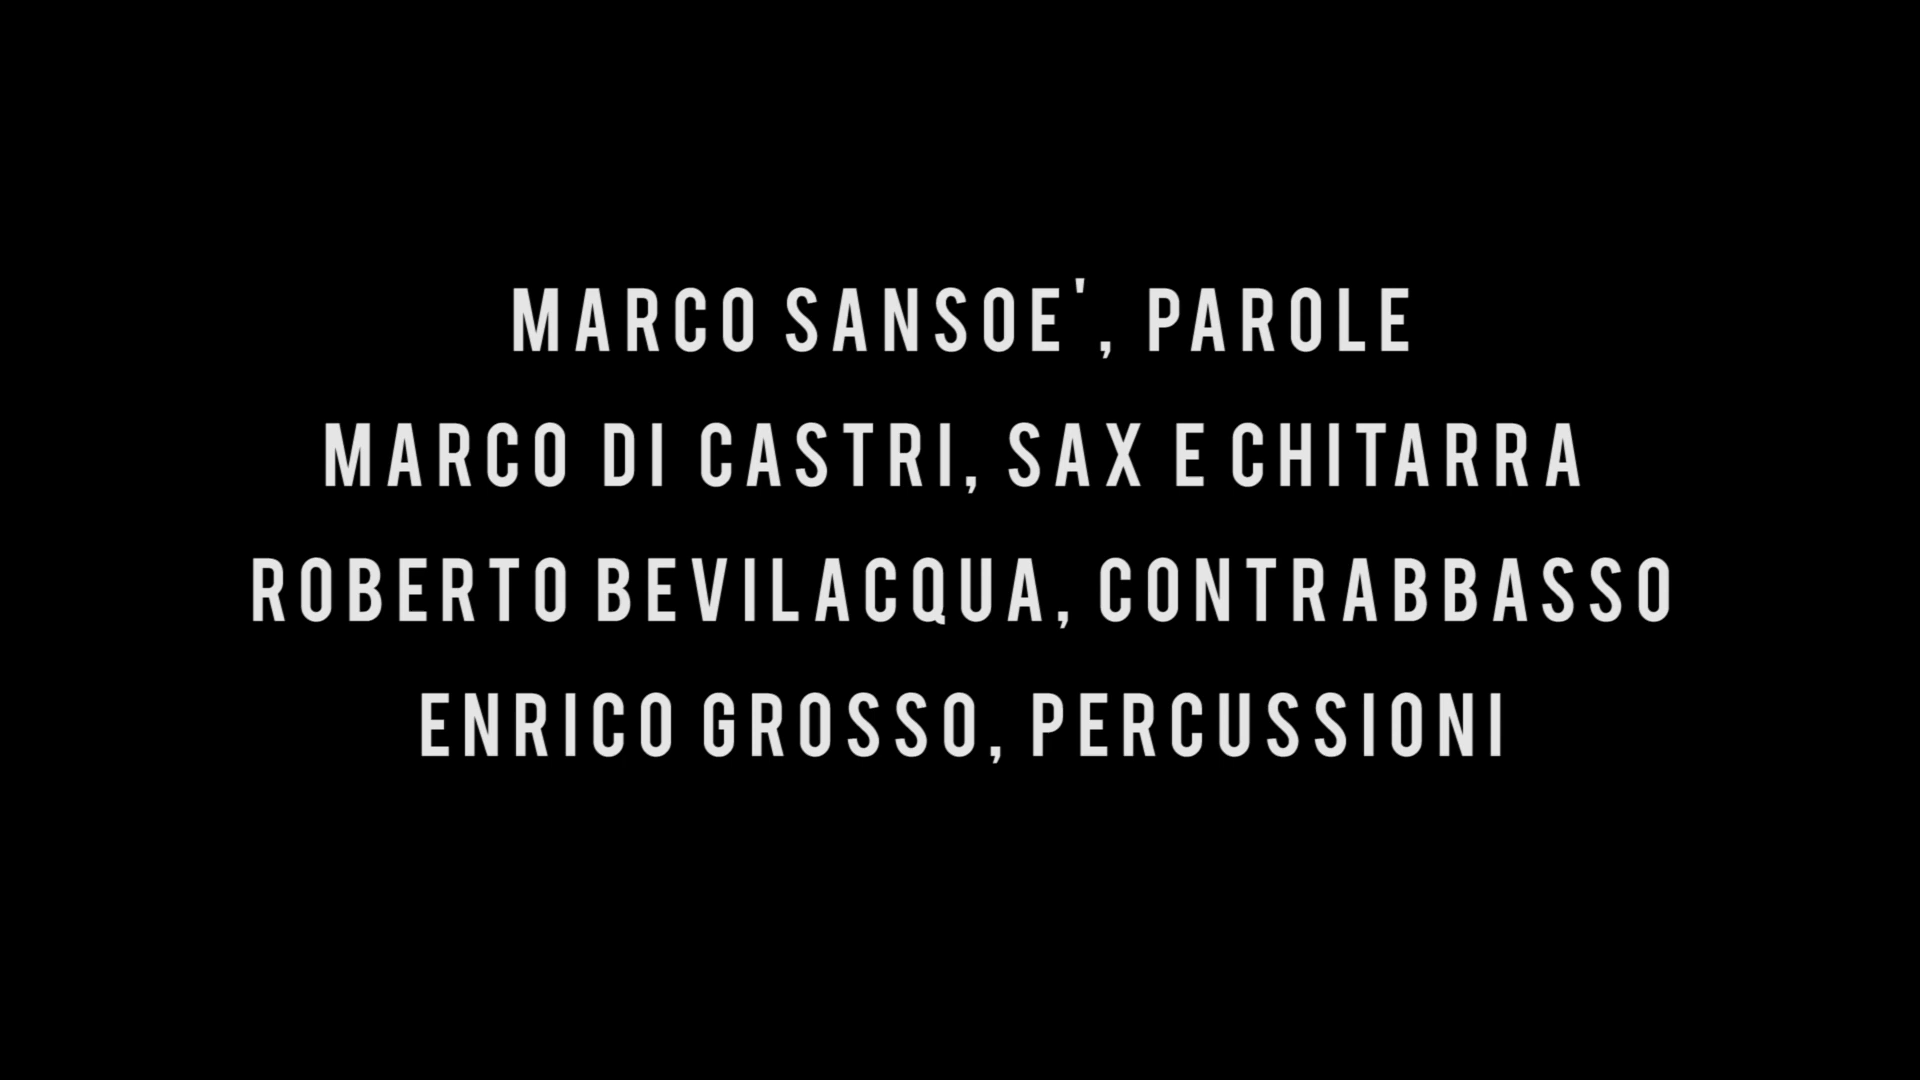 MARCO SANSOE', PAROLE
MARCO DI CASTRI, SAX E CHITARRA
ROBERTO BEVILACQUA, CONTRABBASSO
ENRICO GROSSO, PERCUSSIONI